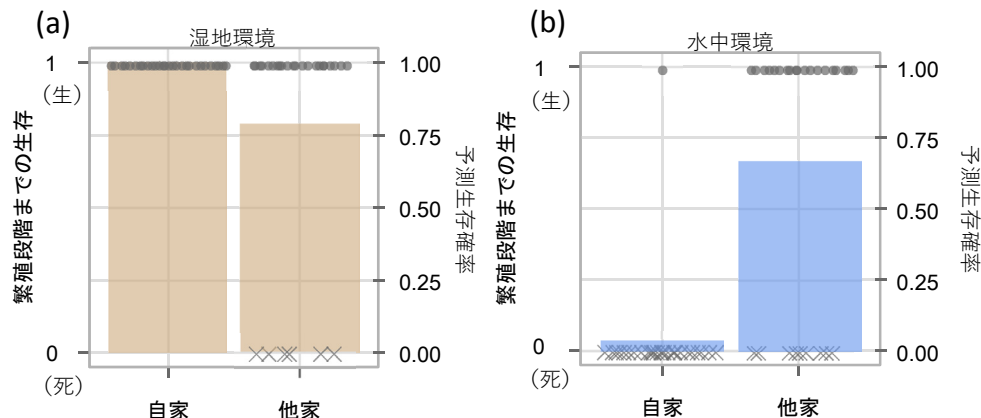 (a)
湿地環境
1
(生)
0
(死)
繁殖段階までの生存
1.00
0.75
0.50
0.25
0.00
予測生存確率
自家
他家
(b)
水中環境
1
(生)
0
(死)
繁殖段階までの生存
1.00
0.75
0.50
0.25
0.00
予測生存確率
自家
他家